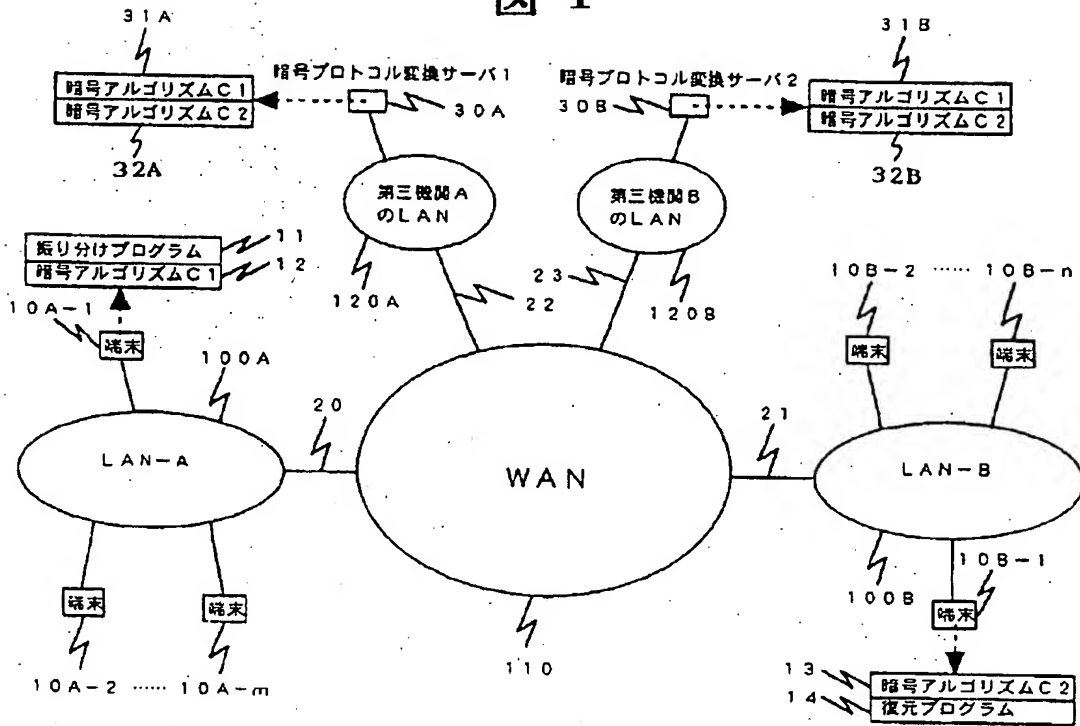 図 1
31A
31B
暗号プロトコル変換サーバ1
暗号プロトコル変換サーバ2
暗号アルゴリズムC1
暗号アルゴリズムC2
30A
30B
暗号アルゴリズムC1
暗号アルゴリズムC2
32A
32B
第三機関A
のLAN
第三機関B
のLAN
振り分けプログラム
暗号アルゴリズムC1
11
12
120A
22
23
120B
10B-2 …… 10B-n
10A-1
端末
端末
端末
100A
20
21
LAN-A
WAN
LAN-B
10B-1
端末
端末
100B
端末
110
10A-2 …… 10A-m
13
14
暗号アルゴリズムC2
復元プログラム